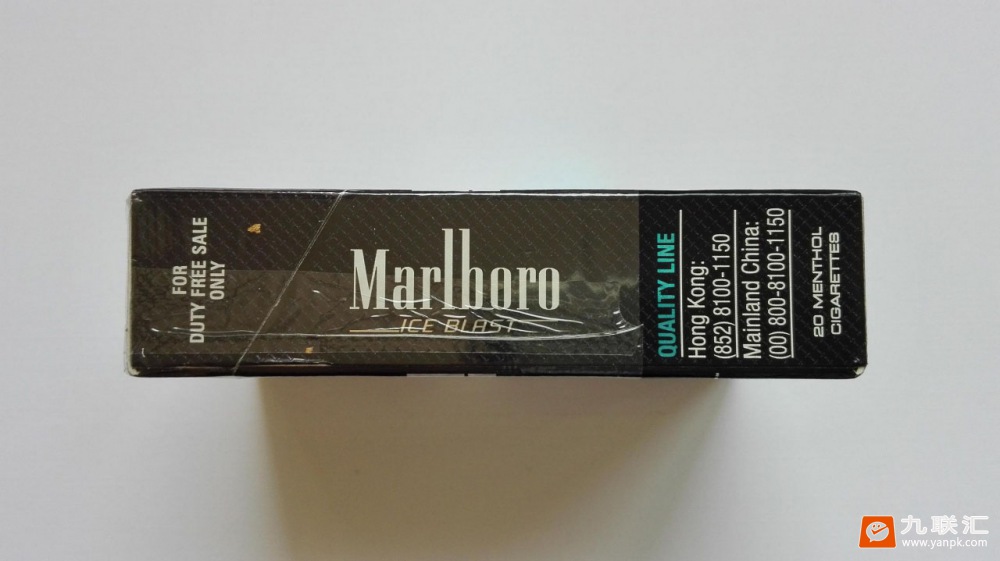 FOR
DUTY FREE SALE
ONLY
Marlboro
ICE BLAST
QUALITY LINE
Hong Kong:
(852) 8100-1150
Mainland China:
(00) 800-8100-1150
20 MENTHOL
CIGARETTES
九联汇
www.yanpk.com